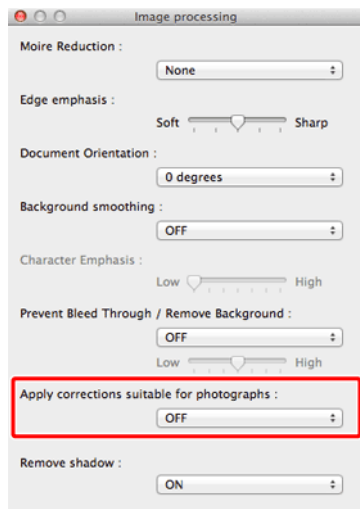 Image processing
Moire Reduction :
None
Edge emphasis :
Soft Sharp
Document Orientation :
0 degrees
Background smoothing :
OFF
Character Emphasis :
Low High
Prevent Bleed Through / Remove Background :
OFF
Low High
Apply corrections suitable for photographs :
OFF
Remove shadow :
ON